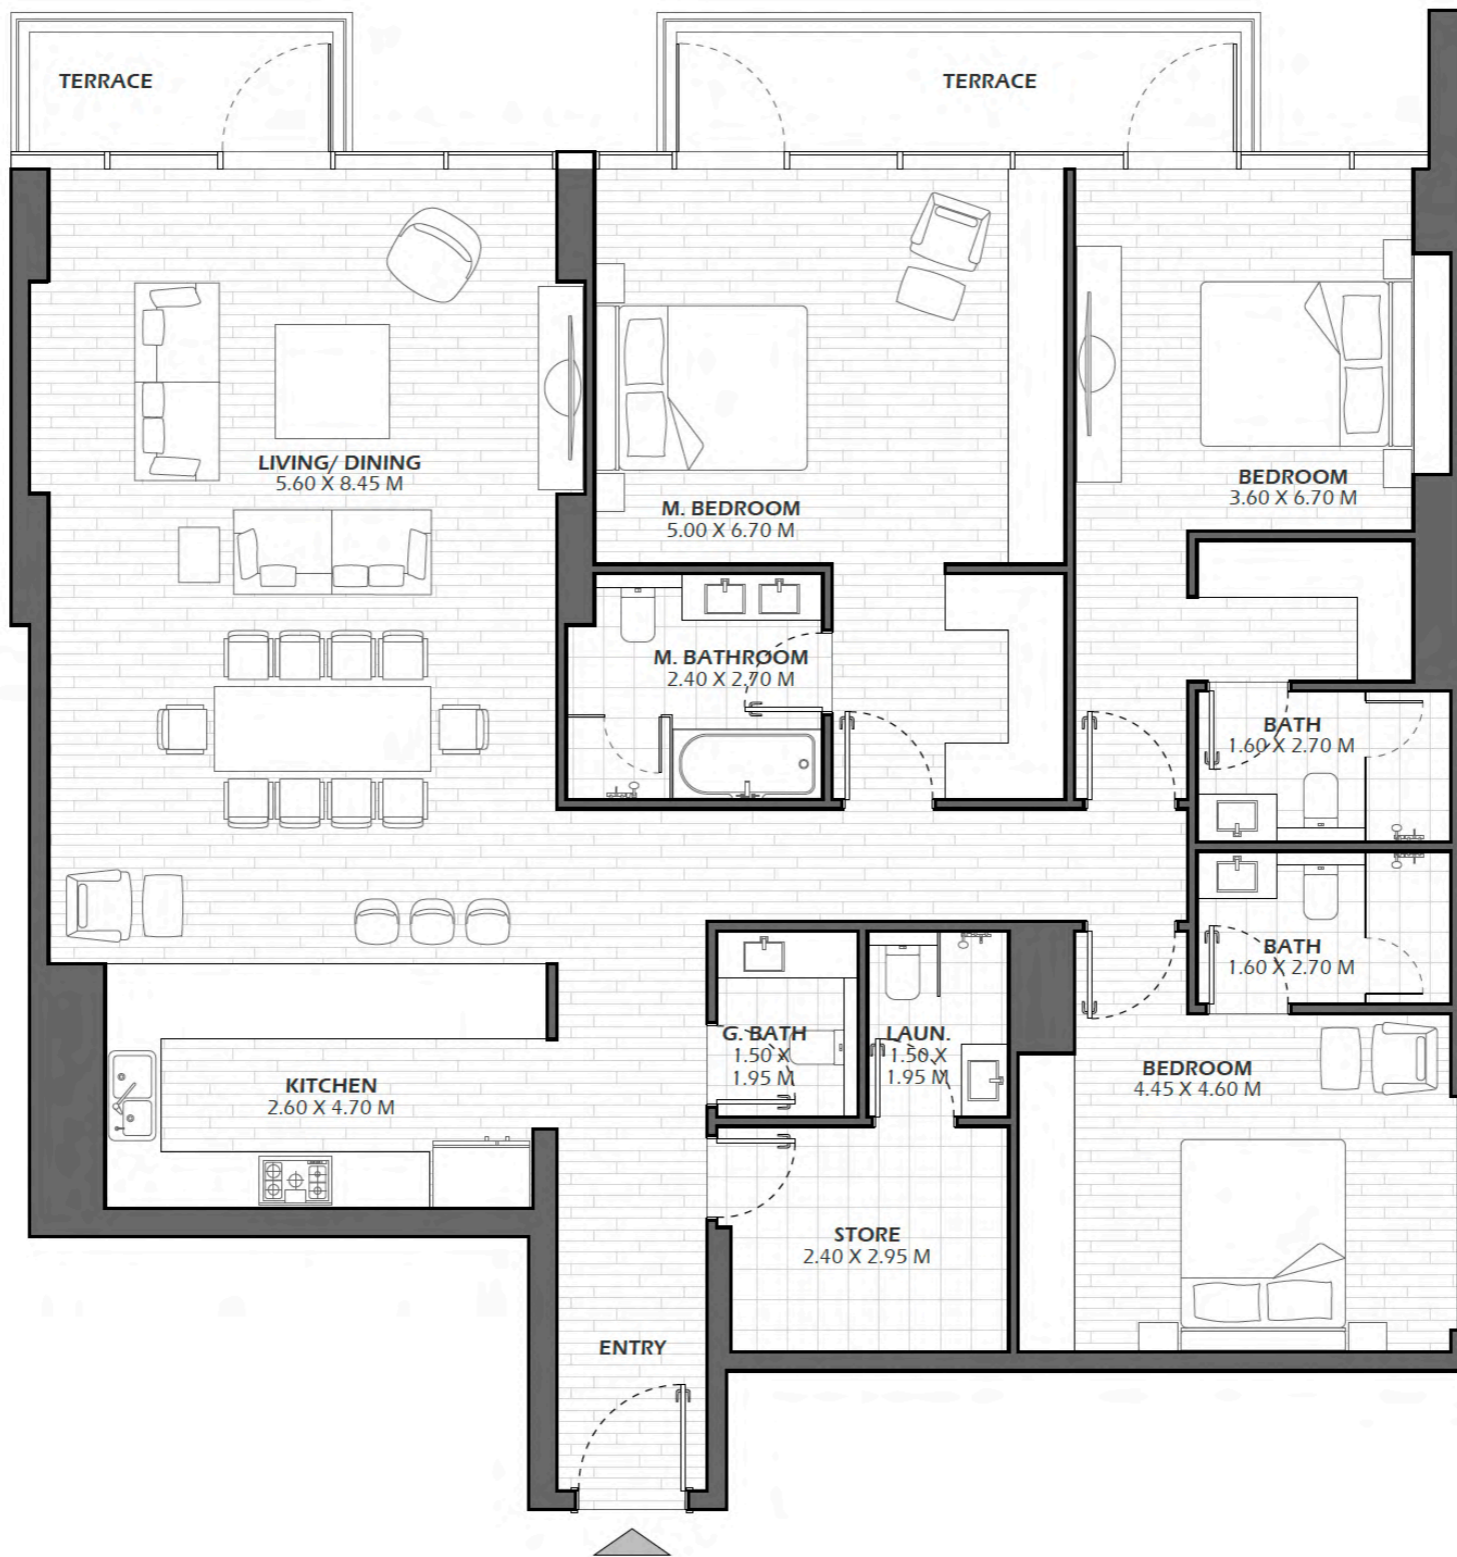 TERRACE
TERRACE
LIVING/ DINING
5.60 X 8.45 M
M. BEDROOM
5.00 X 6.70 M
BEDROOM
3.60 X 6.70 M
M. BATHROOM
2.40 X 2.70 M
BATH
1.60 X 2.70 M
BATH
1.60 X 2.70 M
G. BATH
1.50 X
1.95 M
LAUN.
1.50 X
1.95 M
KITCHEN
2.60 X 4.70 M
BEDROOM
4.45 X 4.60 M
STORE
2.40 X 2.95 M
ENTRY